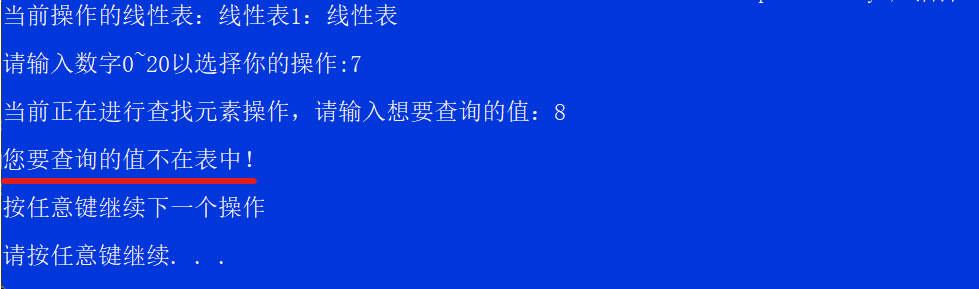 当前操作的线性表：线性表1：线性表
请输入数字0~20以选择你的操作:7
当前正在进行查找元素操作，请输入想要查询的值：8
您要查询的值不在表中！
按任意键继续下一个操作
请按任意键继续. . .